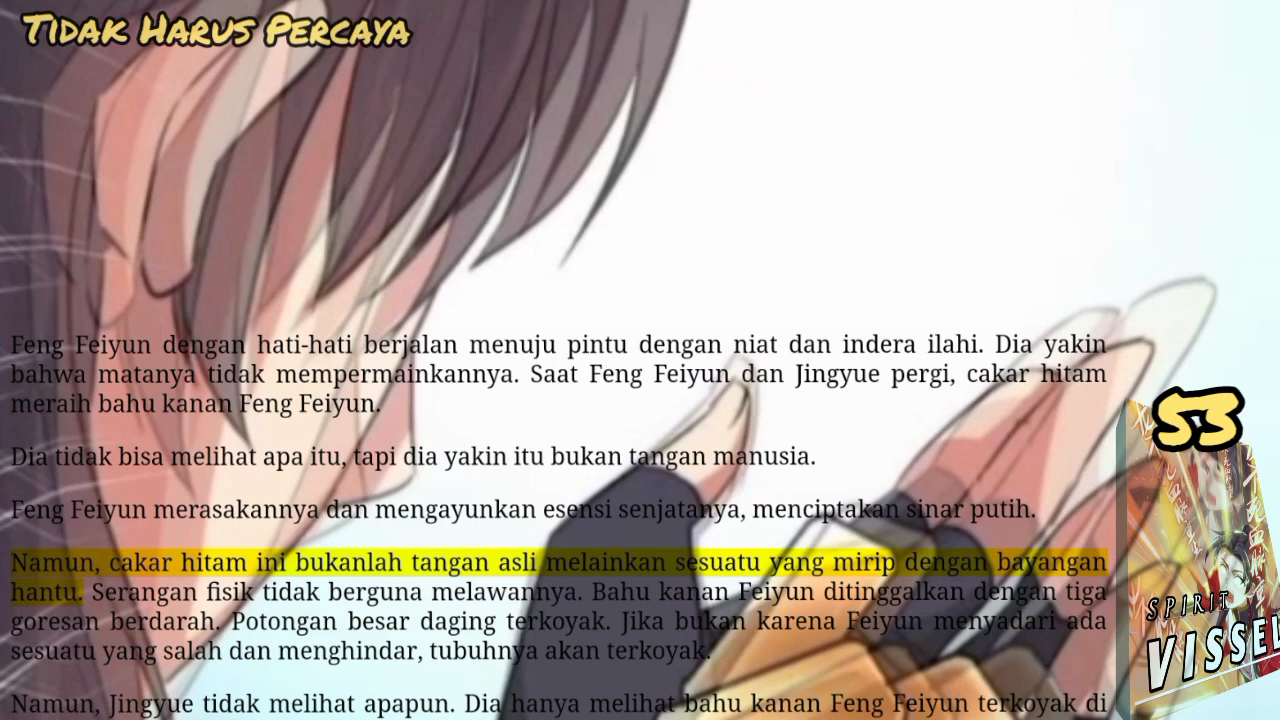 Tidak Harus Percaya
Feng Feiyun dengan hati-hati berjalan menuju pintu dengan niat dan indera ilahi. Dia yakin
bahwa matanya tidak mempermainkannya. Saat Feng Feiyun dan Jingyue pergi, cakar hitam
meraih bahu kanan Feng Feiyun.
Dia tidak bisa melihat apa itu, tapi dia yakin itu bukan tangan manusia.
Feng Feiyun merasakannya dan mengayunkan esensi senjatanya, menciptakan sinar putih.
Namun, cakar hitam ini bukanlah tangan asli melainkan sesuatu yang mirip dengan bayangan
hantu. Serangan fisik tidak berguna melawannya. Bahu kanan Feng Feiyun ditinggalkan dengan tiga
goresan berdarah. Potongan besar daging terkoyak. Jika bukan karena Feiyun menyadari ada
sesuatu yang salah dan menghindar, tubuhnya akan terkoyak.
Namun, Jingyue tidak melihat apapun. Dia hanya melihat bahu kanan Feng Feiyun terkoyak di
53
SPIRIT
VISSEL